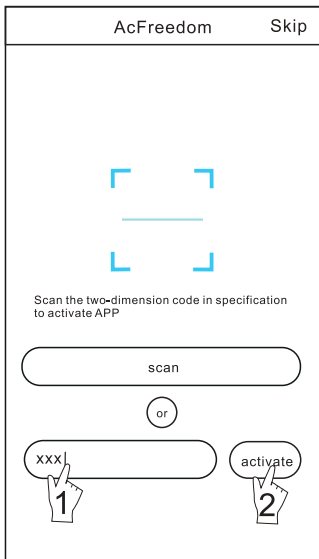 AcFreedom
Skip
Scan the two-dimension code in specification
to activate APP
scan
or
xxx
activate
1
2